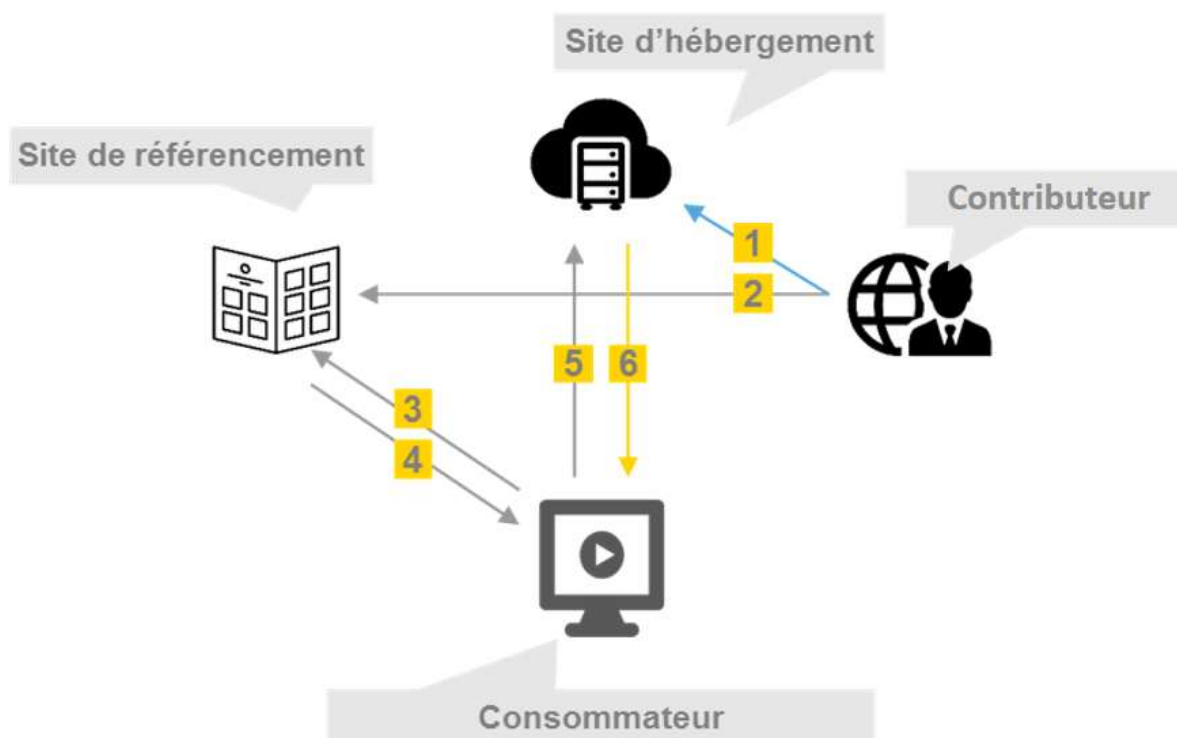 Site d’hébergement
Site de référencement
Contributeur
1
2
5
6
3
4
Consommateur